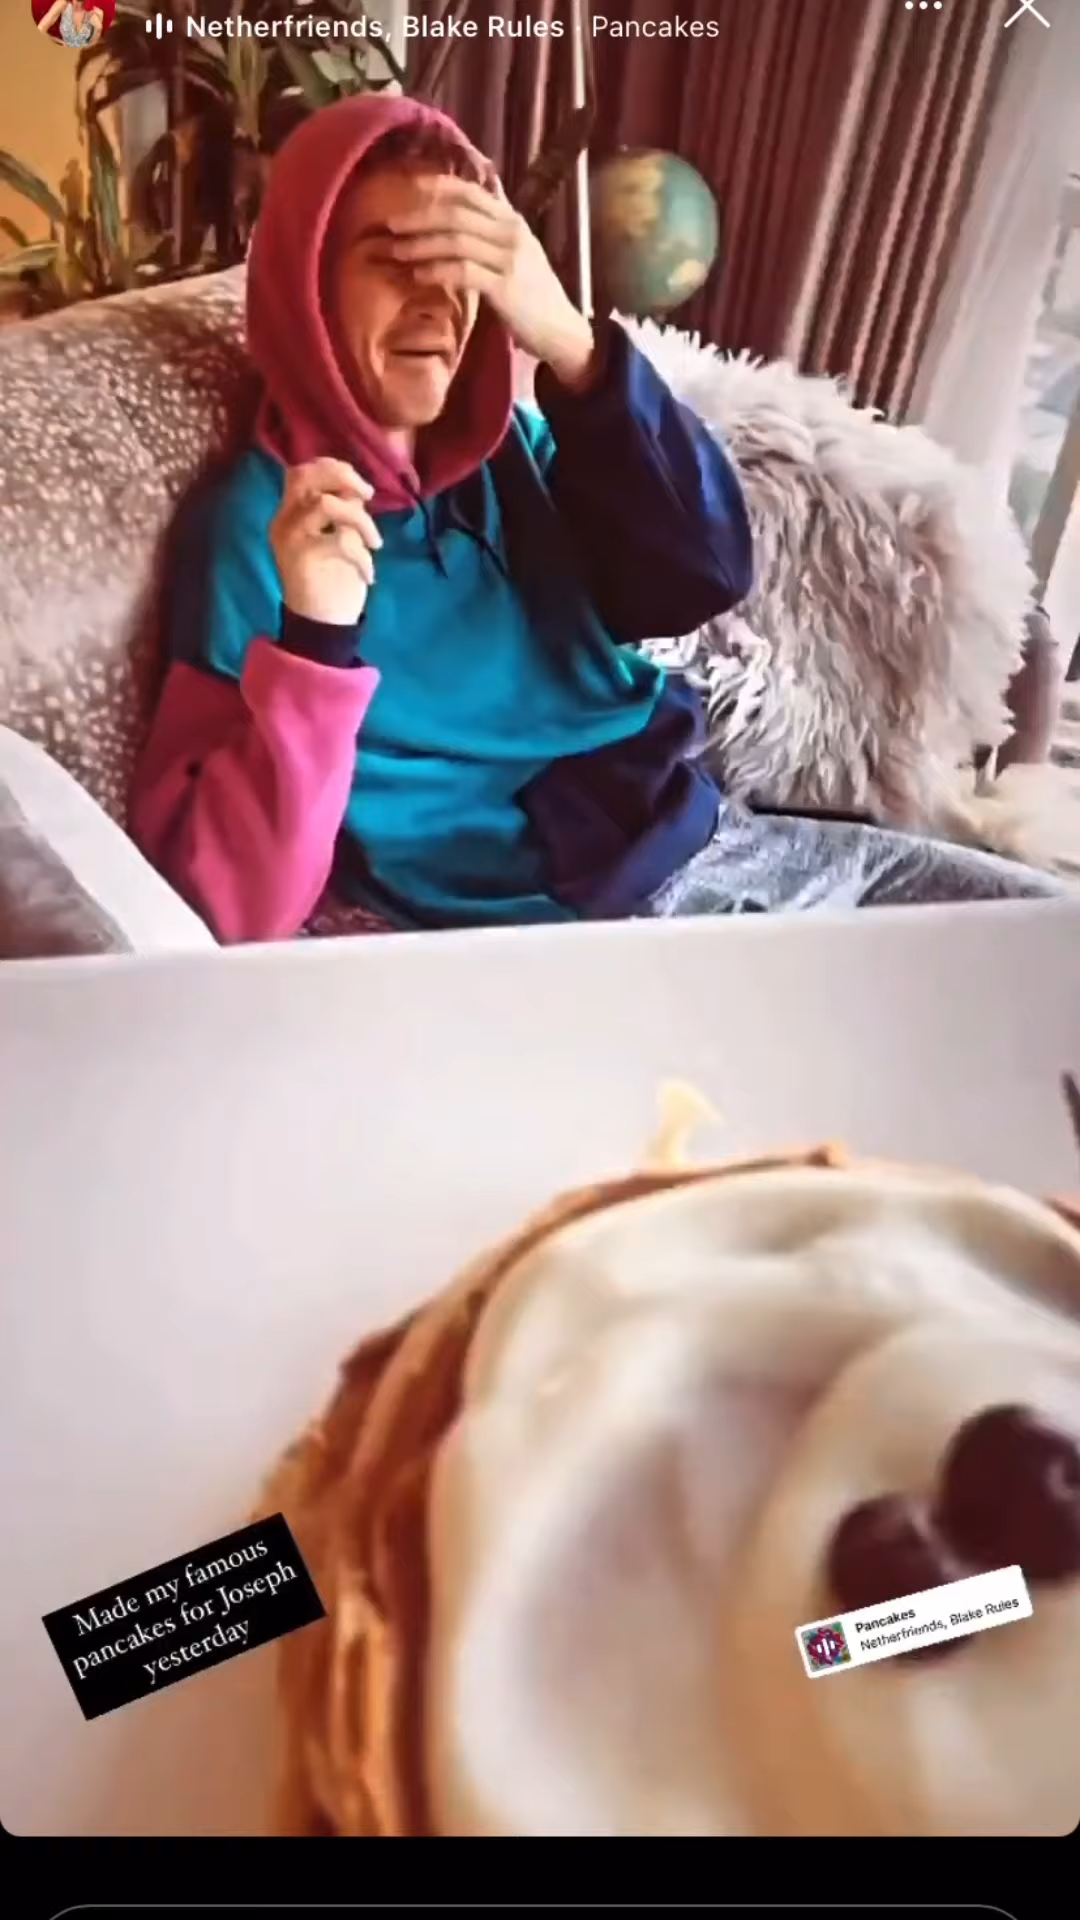 Netherfriends, Blake Rules · Pancakes
Made my famous
pancakes for Joseph
yesterday
Pancakes
Netherfriends, Blake Rules